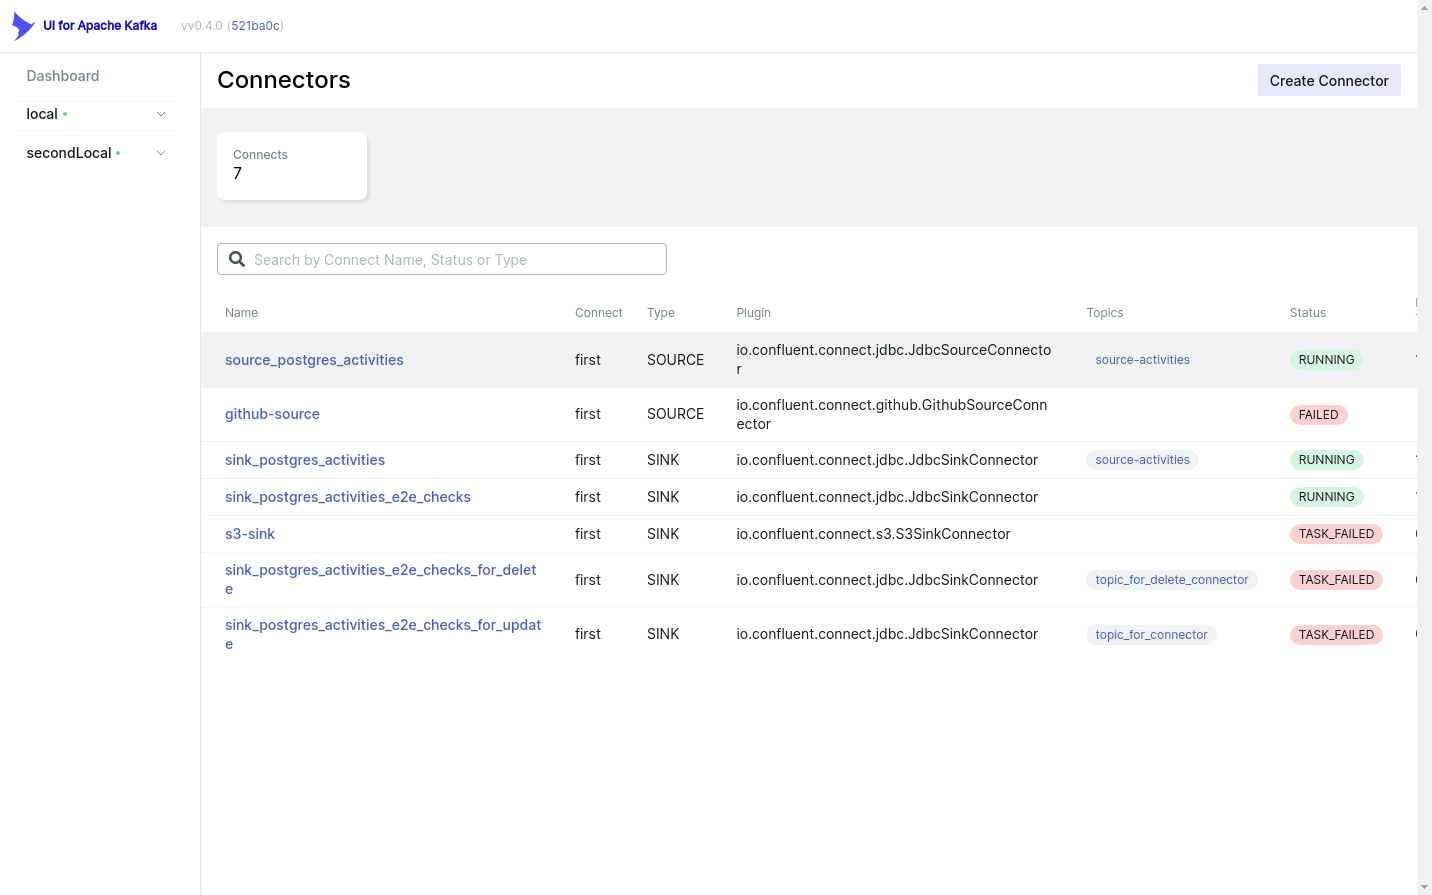 UI for Apache Kafka vv0.4.0 (521ba0c)
Dashboard
local
secondLocal
Connectors
Create Connector
Connects
7
Search by Connect Name, Status or Type
Name Connect Type Plugin Topics Status
source_postgres_activities first SOURCE io.confluent.connect.jdbc.JdbcSourceConnecto
r source-activities RUNNING
github-source first SOURCE io.confluent.connect.github.GithubSourceConn
ector FAILED
sink_postgres_activities first SINK io.confluent.connect.jdbc.JdbcSinkConnector source-activities RUNNING
sink_postgres_activities_e2e_checks first SINK io.confluent.connect.jdbc.JdbcSinkConnector RUNNING
s3-sink first SINK io.confluent.connect.s3.S3SinkConnector TASK_FAILED
sink_postgres_activities_e2e_checks_for_delet
e first SINK io.confluent.connect.jdbc.JdbcSinkConnector topic_for_delete_connector TASK_FAILED
sink_postgres_activities_e2e_checks_for_updat
e first SINK io.confluent.connect.jdbc.JdbcSinkConnector topic_for_connector TASK_FAILED